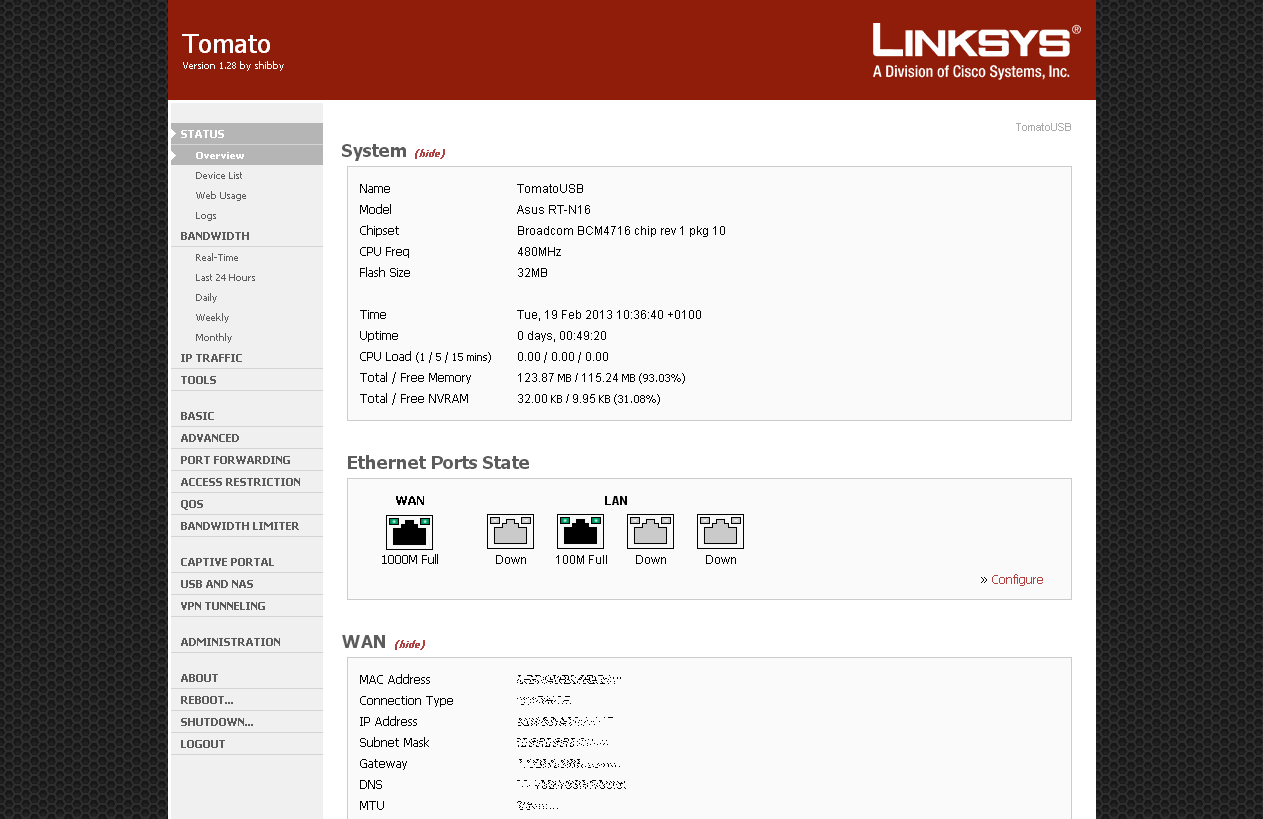 Tomato
Version 1.28 by shibby
LINKSYS®
A Division of Cisco Systems, Inc.
STATUS
Overview
Device List
Web Usage
Logs
BANDWIDTH
Real-Time
Last 24 Hours
Daily
Weekly
Monthly
IP TRAFFIC
TOOLS
BASIC
ADVANCED
PORT FORWARDING
ACCESS RESTRICTION
QOS
BANDWIDTH LIMITER
CAPTIVE PORTAL
USB AND NAS
VPN TUNNELING
ADMINISTRATION
ABOUT
REBOOT...
SHUTDOWN...
LOGOUT
TomatoUSB
System (hide)
Name TomatoUSB
Model Asus RT-N16
Chipset Broadcom BCM4716 chip rev 1 pkg 10
CPU Freq 480MHz
Flash Size 32MB
Time Tue, 19 Feb 2013 10:36:40 +0100
Uptime 0 days, 00:49:20
CPU Load (1 / 5 / 15 mins) 0.00 / 0.00 / 0.00
Total / Free Memory 123.87 MB / 115.24 MB (93.03%)
Total / Free NVRAM 32.00 KB / 9.95 KB (31.08%)
Ethernet Ports State
WAN LAN
1000M Full Down 100M Full Down Down
» Configure
WAN (hide)
MAC Address
Connection Type
IP Address
Subnet Mask
Gateway
DNS
MTU